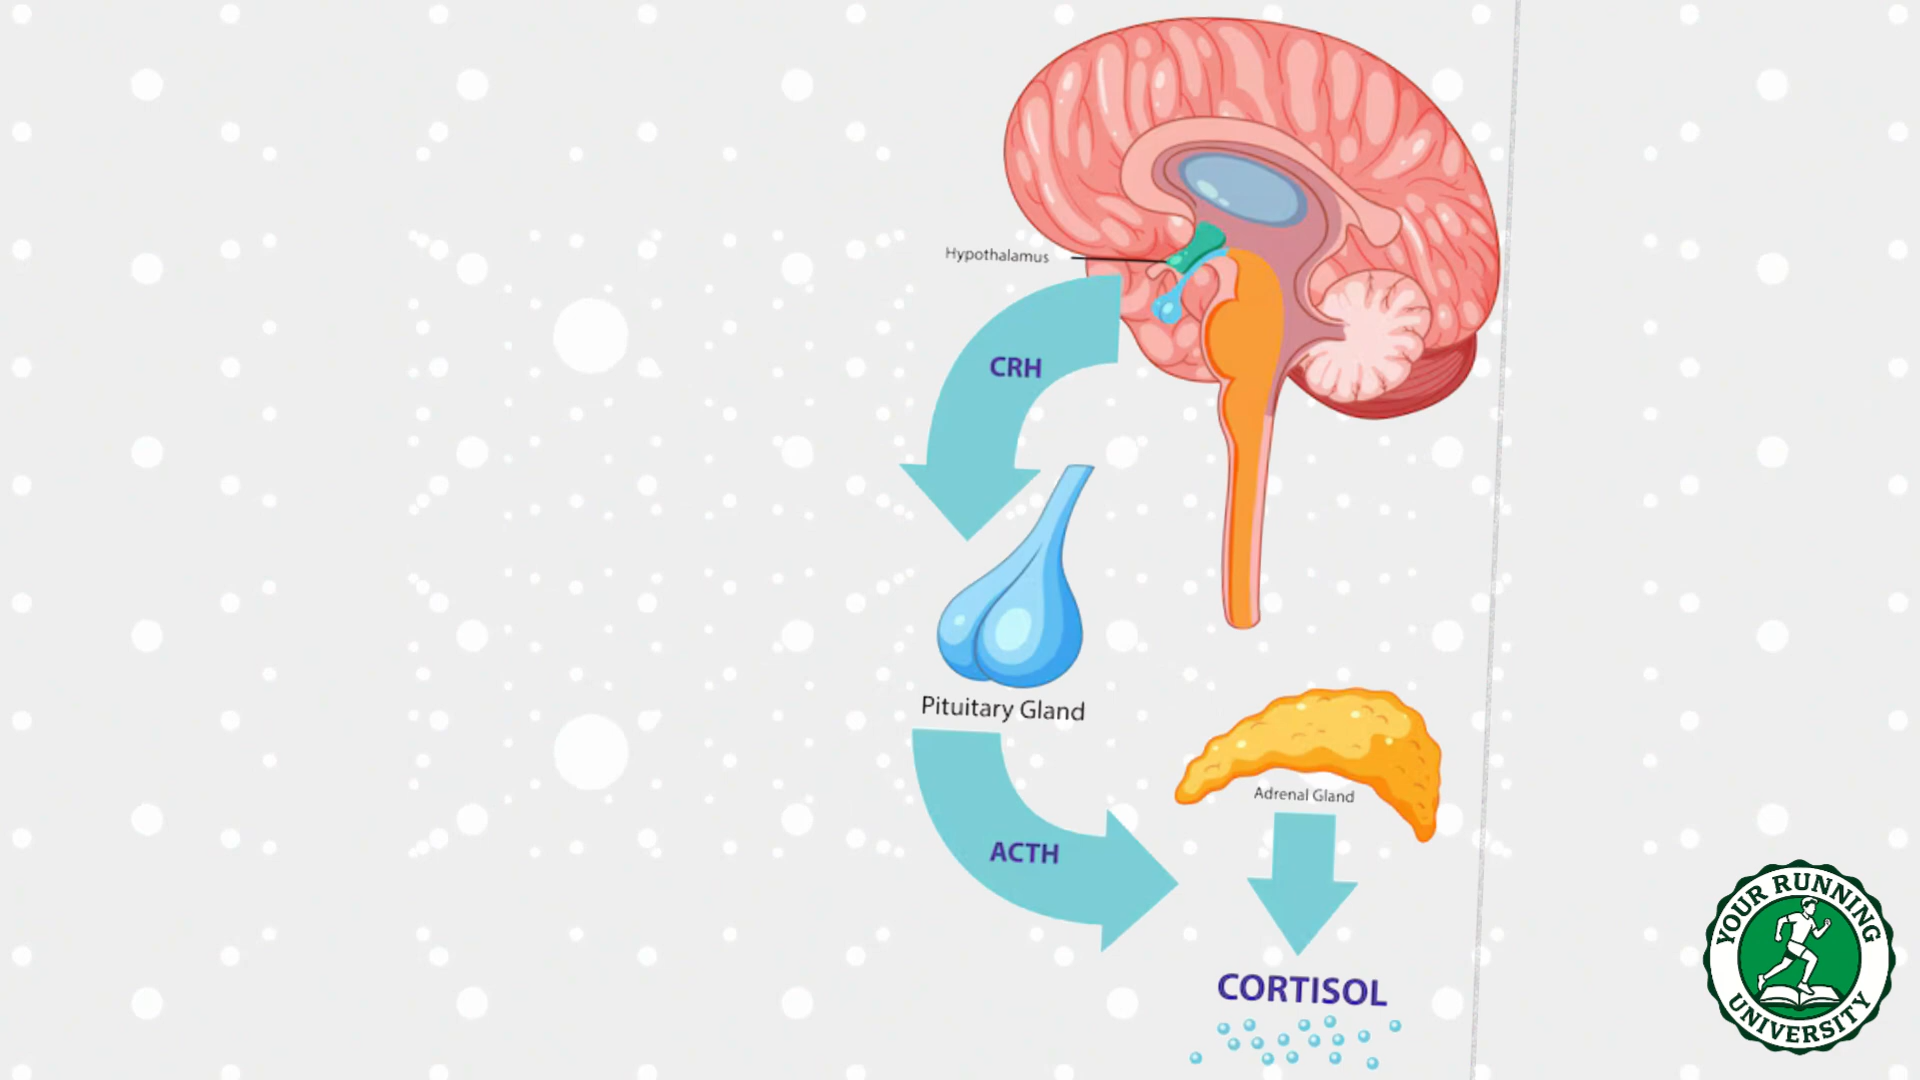 Hypothalamus
CRH
Pituitary Gland
ACTH
Adrenal Gland
CORTISOL
YOUR RUNNING
UNIVERSITY